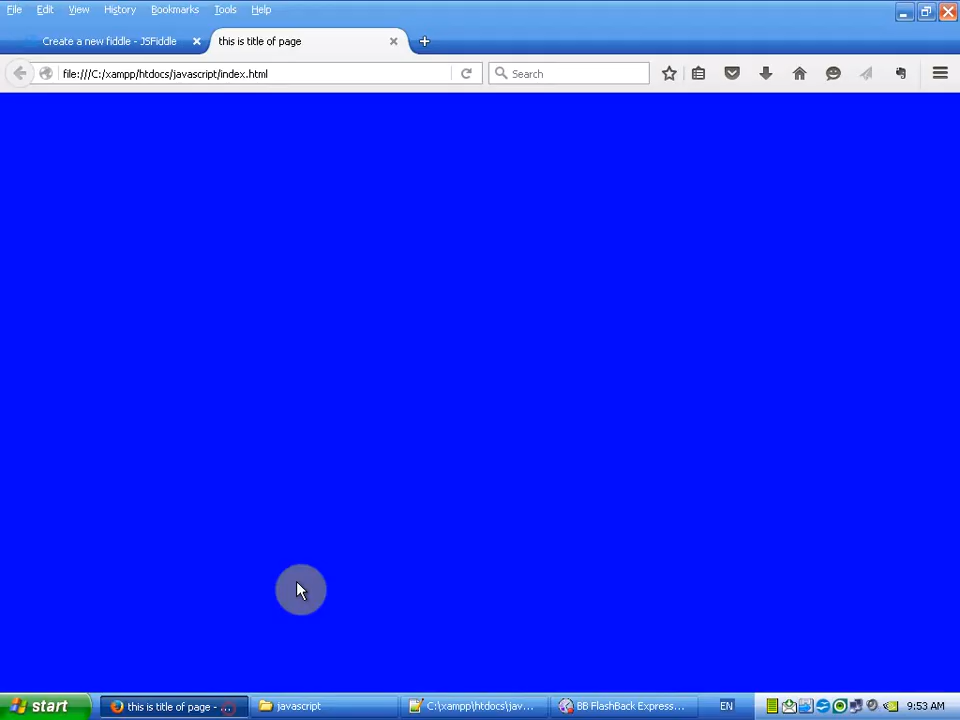 File Edit View History Bookmarks Tools Help
Create a new fiddle - JSFiddle this is title of page
file:///C:/xampp/htdocs/javascript/index.html Search
start this is title of page - ... javascript C:\xampp\htdocs\jav... BB FlashBack Express... EN 9:53 AM